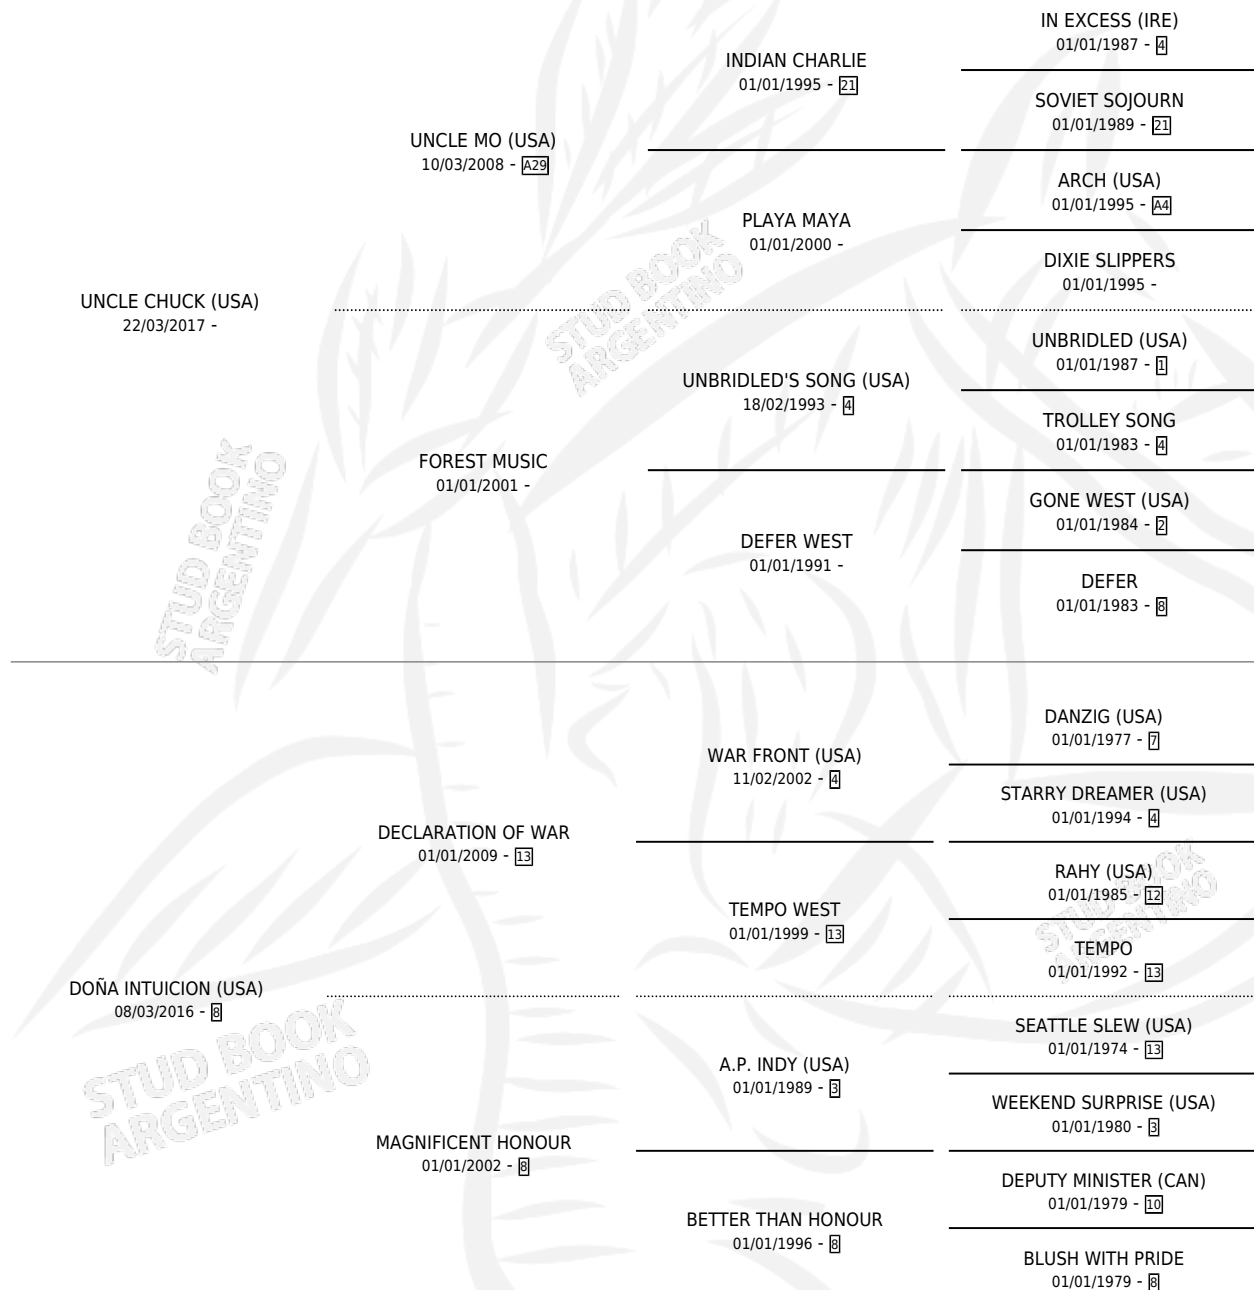 IN EXCESS (IRE)
01/01/1987 - 4
INDIAN CHARLIE
01/01/1995 - 21
SOVIET SOJOURN
01/01/1989 - 21
UNCLE MO (USA)
10/03/2008 - A29
ARCH (USA)
01/01/1995 - A4
PLAYA MAYA
01/01/2000 -
DIXIE SLIPPERS
01/01/1995 -
UNCLE CHUCK (USA)
22/03/2017 -
UNBRIDLED (USA)
01/01/1987 - 1
UNBRIDLED'S SONG (USA)
18/02/1993 - 4
TROLLEY SONG
01/01/1983 - 4
FOREST MUSIC
01/01/2001 -
GONE WEST (USA)
01/01/1984 - 2
DEFER WEST
01/01/1991 -
DEFER
01/01/1983 - 8
DANZIG (USA)
01/01/1977 - 7
WAR FRONT (USA)
11/02/2002 - 4
STARRY DREAMER (USA)
01/01/1994 - 4
DECLARATION OF WAR
01/01/2009 - 13
RAHY (USA)
01/01/1985 - 12
TEMPO WEST
01/01/1999 - 13
TEMPO
01/01/1992 - 13
DOÑA INTUICION (USA)
08/03/2016 - 8
SEATTLE SLEW (USA)
01/01/1974 - 13
A.P. INDY (USA)
01/01/1989 - 3
WEEKEND SURPRISE (USA)
01/01/1980 - 3
MAGNIFICENT HONOUR
01/01/2002 - 8
DEPUTY MINISTER (CAN)
01/01/1979 - 10
BETTER THAN HONOUR
01/01/1996 - 8
BLUSH WITH PRIDE
01/01/1979 - 8
STUD BOOK
ARGENTINO
STUD BOOK
ARGENTINO
STUD BOOK
ARGENTINO
STUD BOOK
ARGENTINO